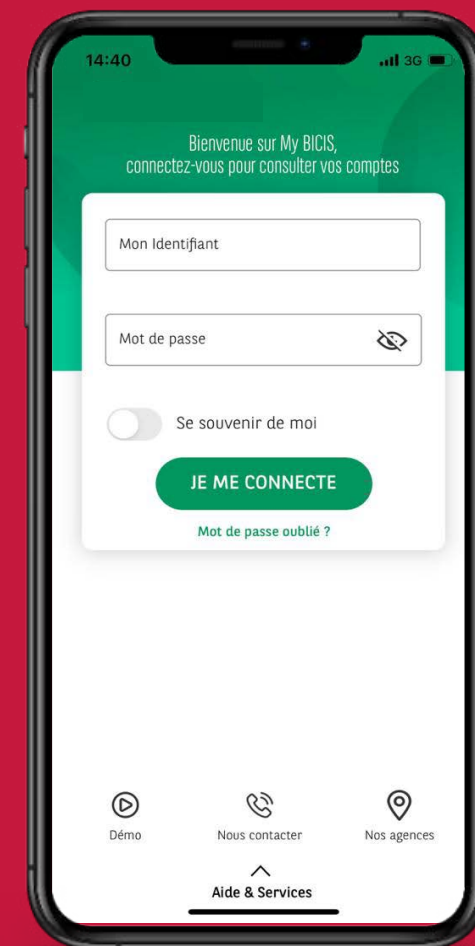 14:40 3G
Bienvenue sur My BICIS,
connectez-vous pour consulter vos comptes
Mon Identifiant
Mot de passe
Se souvenir de moi
JE ME CONNECTE
Mot de passe oublié ?
Démo Nous contacter Nos agences
Aide & Services